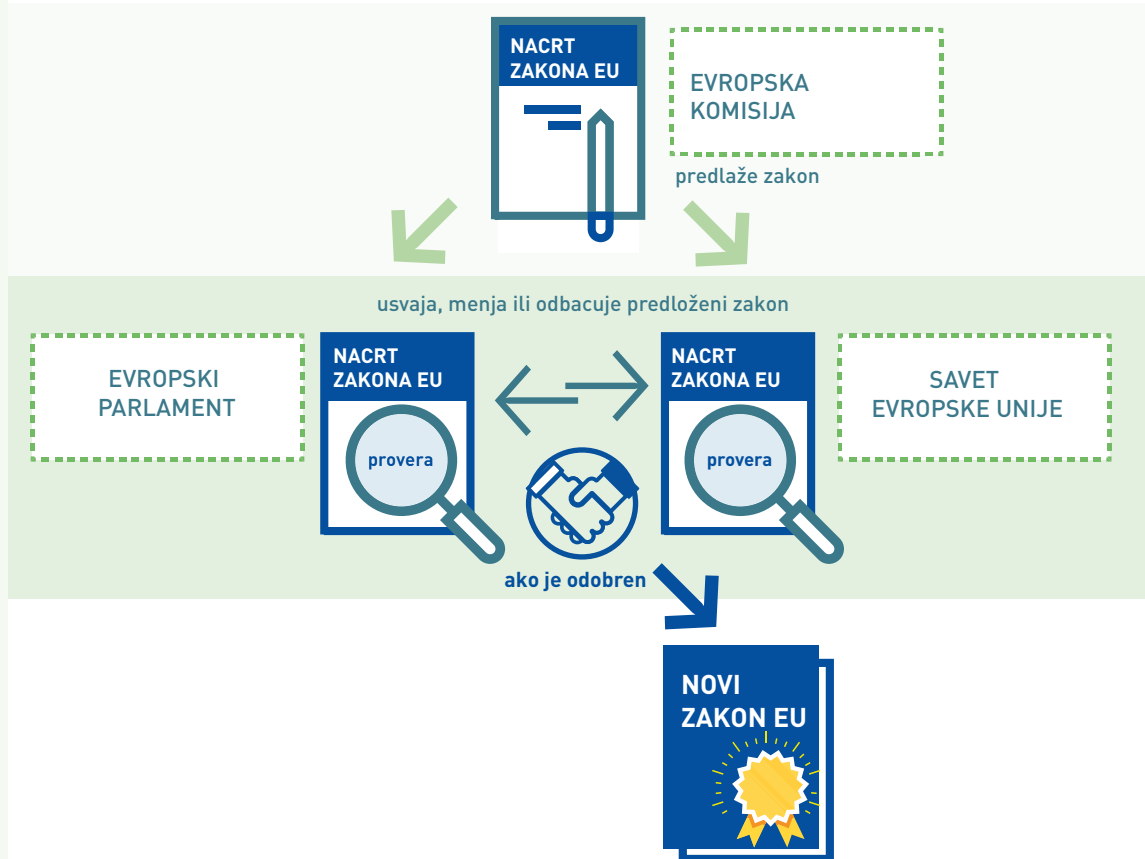 NACRT
ZAKONA EU
EVROPSKA
KOMISIJA
predlaže zakon
usvaja, menja ili odbacuje predloženi zakon
EVROPSKI
PARLAMENT
NACRT
ZAKONA EU
provera
NACRT
ZAKONA EU
provera
SAVET
EVROPSKE UNIJE
ako je odobren
NOVI
ZAKON EU